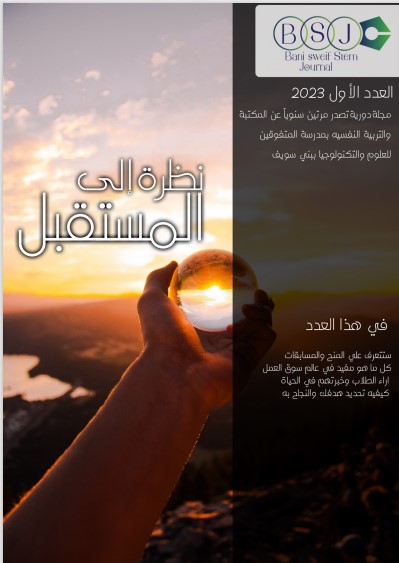 BSJ
Bani sweif Stem
Journal
العدد الأول 2023
مجلة دورية تصدر مرتين سنوياً عن المكتبة
والتربية النفسيه بمدرسة المتفوقين
للعلوم والتكنولوجيا ببني سويف
نظرة إلى
المستقبل
في هذا العدد
ستتعرف علي المنح والمسابقات
كل ما هو مفيد في عالم سوق العمل
اراء الطلاب وخبرتهم في الحياة
كيفيه تحديد هدفك والنجاح به